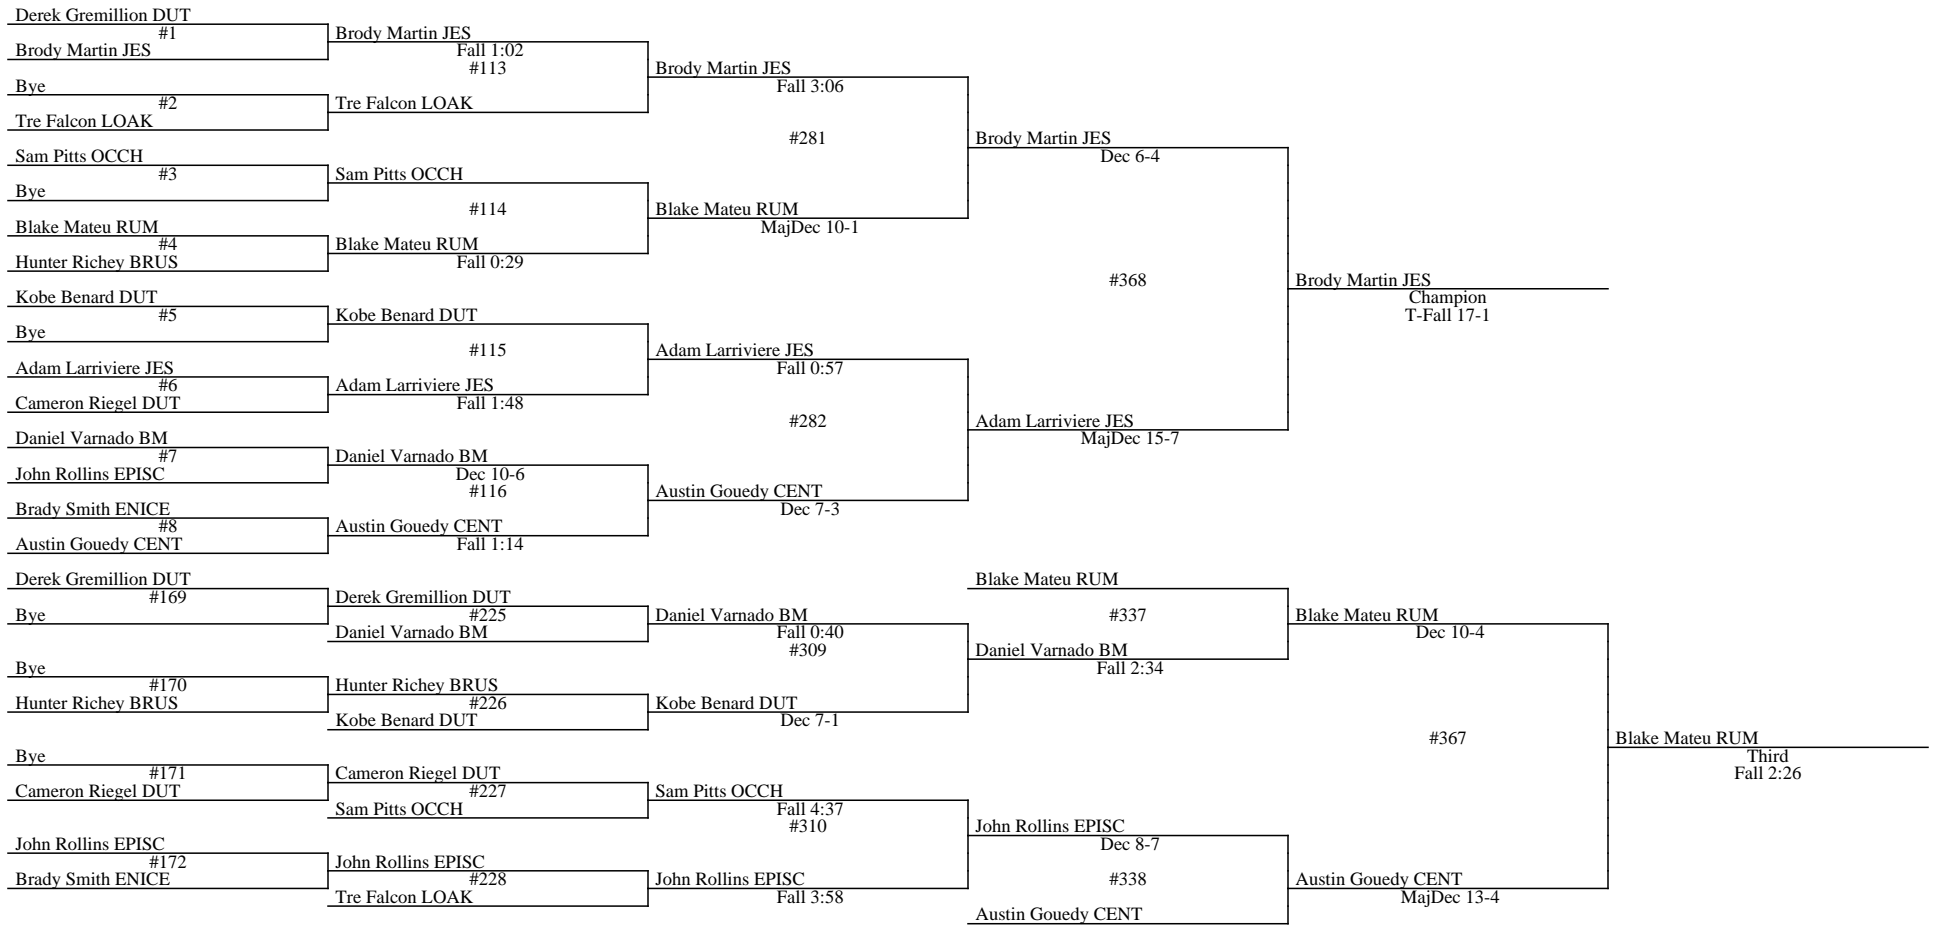 Derek Gremillion DUT
#1
Brody Martin JES
Bye
#2
Tre Falcon LOAK
Sam Pitts OCCH
#3
Bye
Blake Mateu RUM
#4
Hunter Richey BRUS
Kobe Benard DUT
#5
Bye
Adam Larriviere JES
#6
Cameron Riegel DUT
Daniel Varnado BM
#7
John Rollins EPISC
Brady Smith ENICE
#8
Austin Gouedy CENT
Brody Martin JES
Fall 1:02
#113
Tre Falcon LOAK
Sam Pitts OCCH
#114
Blake Mateu RUM
Fall 0:29
Kobe Benard DUT
#115
Adam Larriviere JES
Fall 1:48
Daniel Varnado BM
Dec 10-6
#116
Austin Gouedy CENT
Fall 1:14
Brody Martin JES
Fall 3:06
#281
Blake Mateu RUM
MajDec 10-1
Adam Larriviere JES
Fall 0:57
#282
Austin Gouedy CENT
Dec 7-3
Brody Martin JES
Dec 6-4
#368
Adam Larriviere JES
MajDec 15-7
Brody Martin JES
Champion
T-Fall 17-1
Derek Gremillion DUT
#169
Bye
Bye
#170
Hunter Richey BRUS
Bye
#171
Cameron Riegel DUT
John Rollins EPISC
#172
Brady Smith ENICE
Derek Gremillion DUT
#225
Daniel Varnado BM
Hunter Richey BRUS
#226
Kobe Benard DUT
Cameron Riegel DUT
#227
Sam Pitts OCCH
John Rollins EPISC
#228
Tre Falcon LOAK
Daniel Varnado BM
Fall 0:40
#309
Kobe Benard DUT
Dec 7-1
Sam Pitts OCCH
Fall 4:37
#310
John Rollins EPISC
Fall 3:58
Blake Mateu RUM
#337
Daniel Varnado BM
Fall 2:34
John Rollins EPISC
Dec 8-7
#338
Austin Gouedy CENT
Blake Mateu RUM
Dec 10-4
#367
Austin Gouedy CENT
MajDec 13-4
Blake Mateu RUM
Third
Fall 2:26